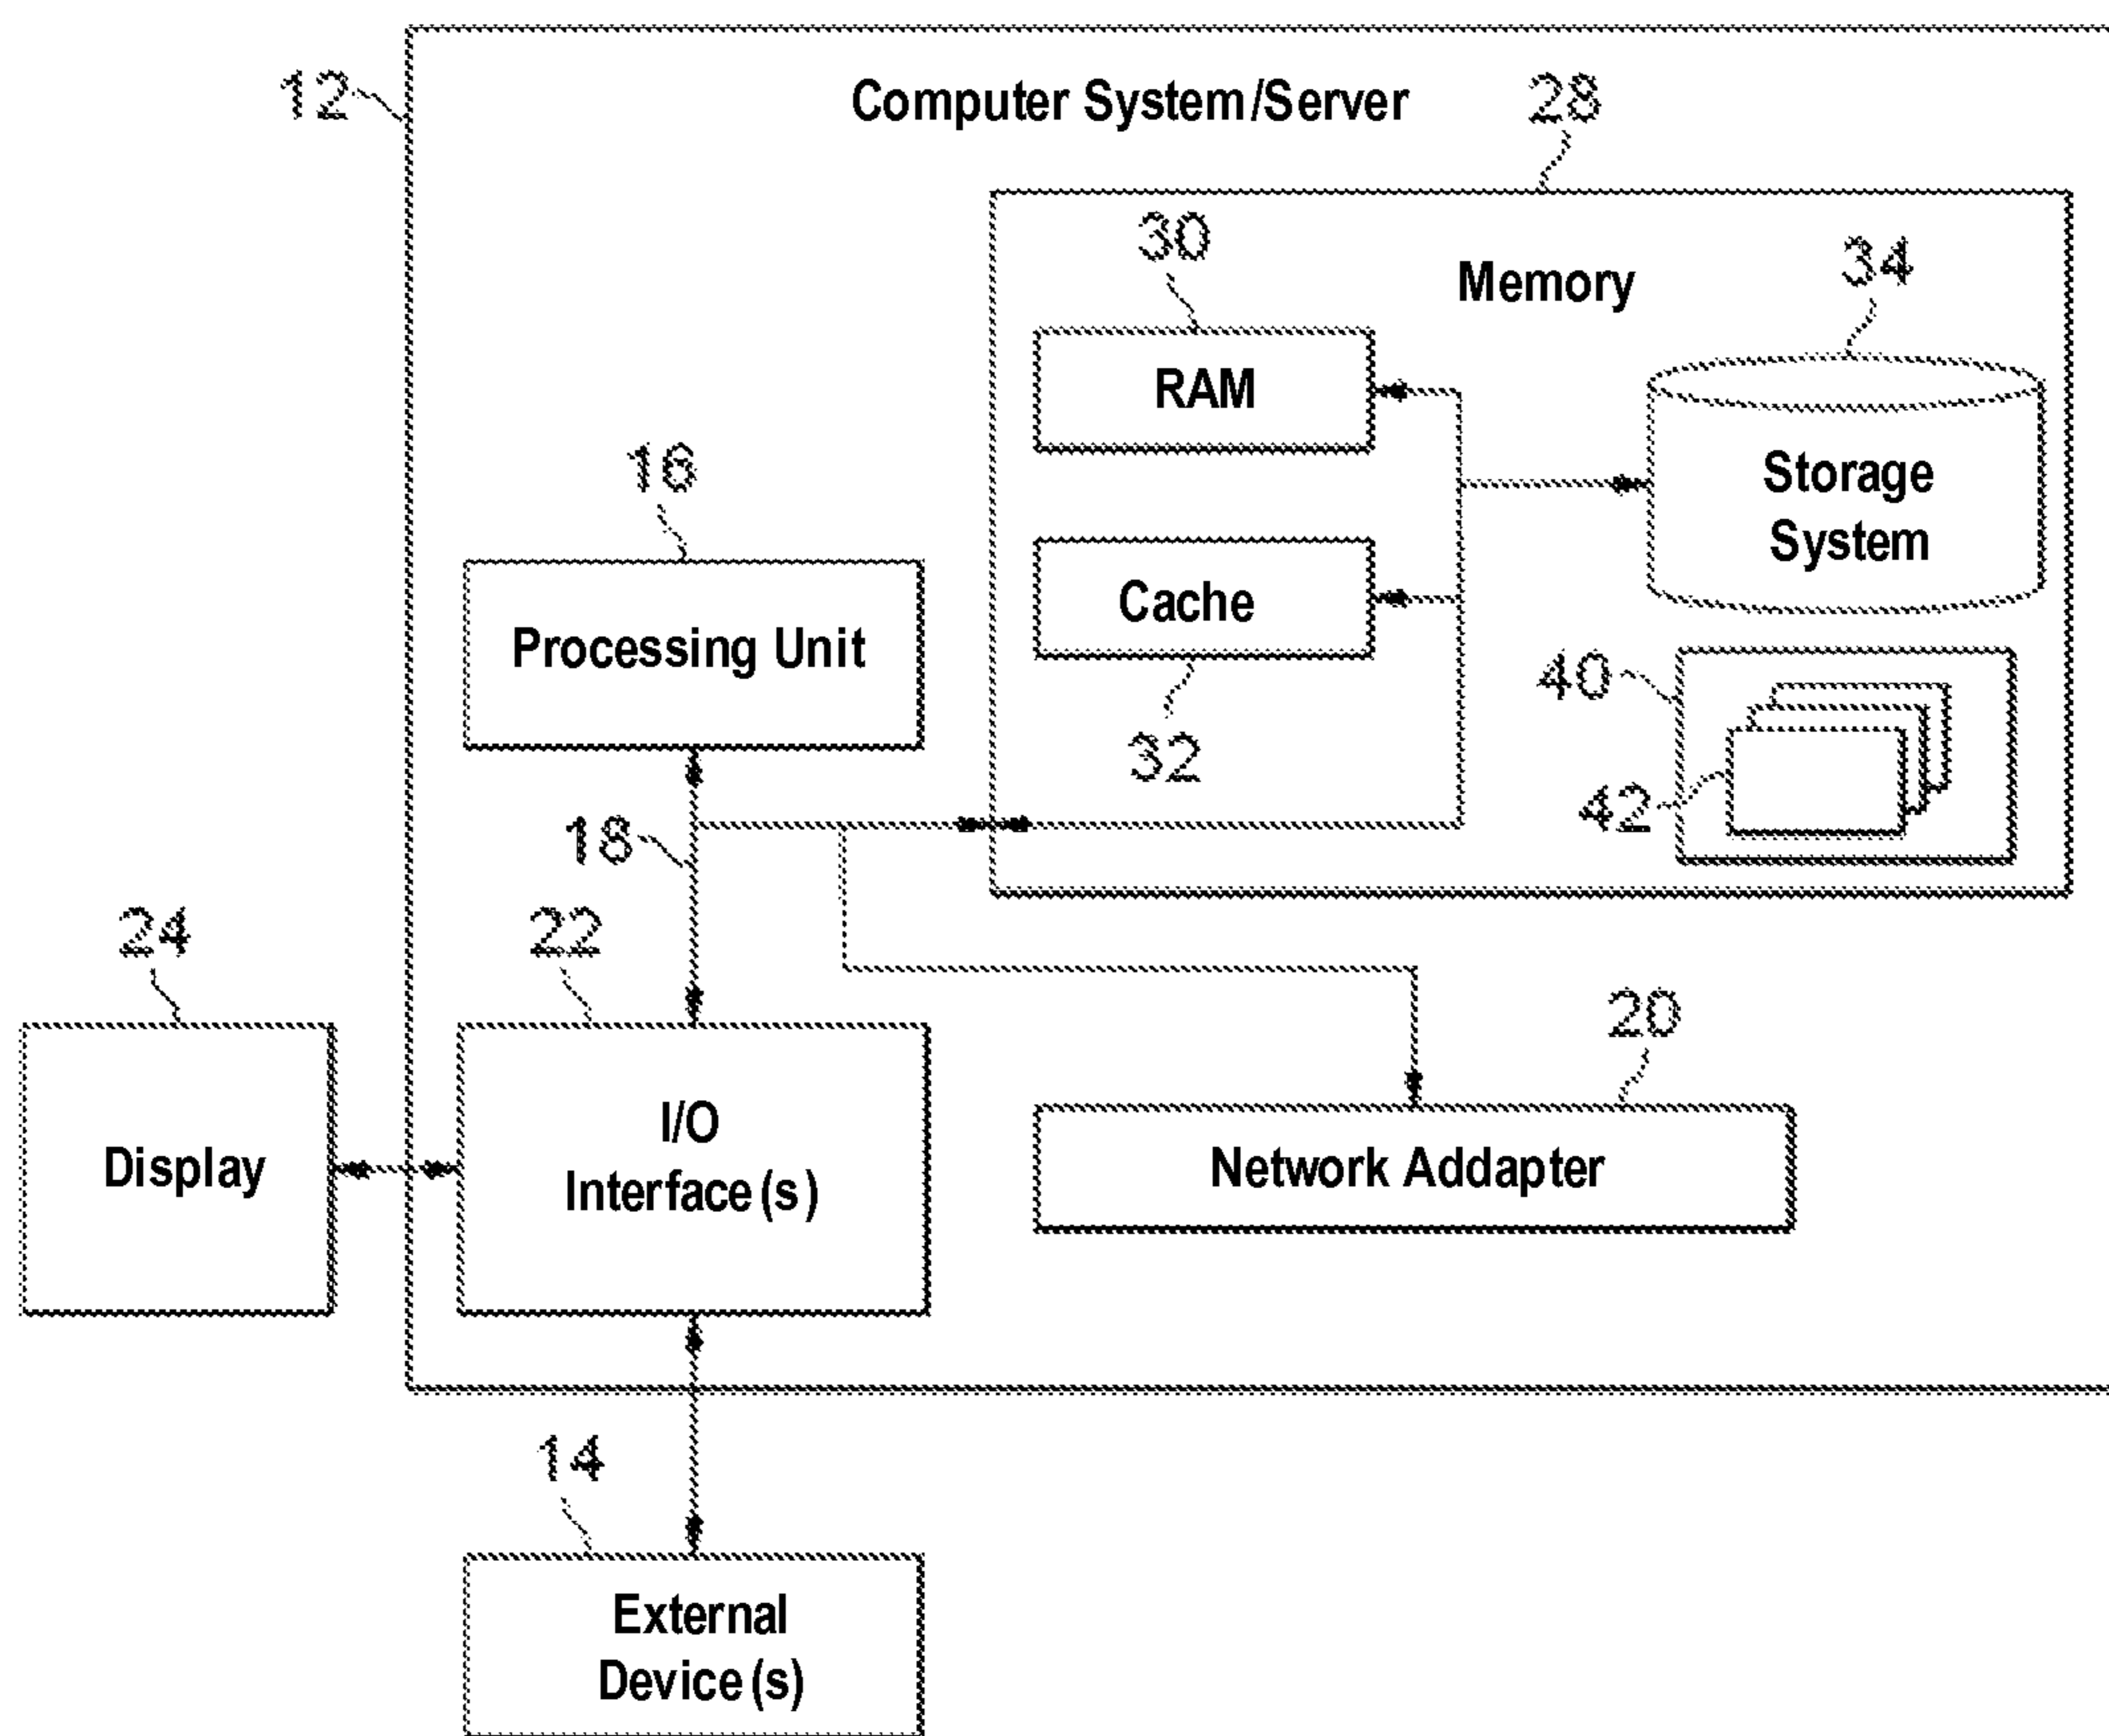 12
Computer System/Server
28
30
Memory
34
RAM
16
Storage
System
Cache
Processing Unit
40
32
42
18
24
22
20
I/O
Interface(s)
Display
Network Addapter
14
External
Device(s)